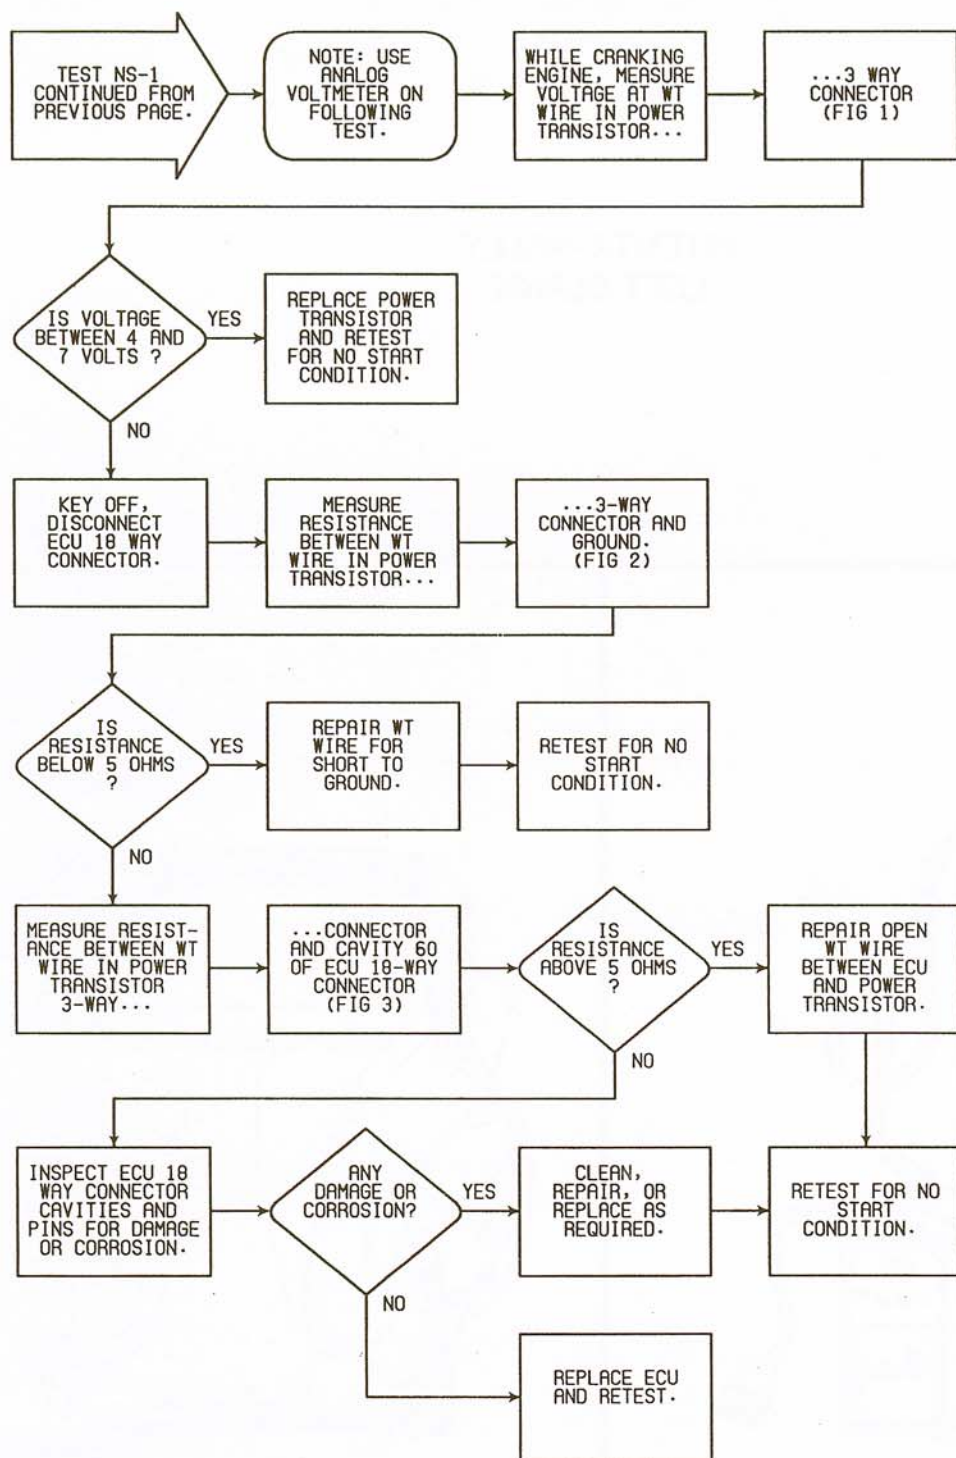 TEST NS-1
CONTINUED FROM
PREVIOUS PAGE.
NOTE: USE
ANALOG
VOLTMETER ON
FOLLOWING
TEST.
WHILE CRANKING
ENGINE, MEASURE
VOLTAGE AT WT
WIRE IN POWER
TRANSISTOR...
...3 WAY
CONNECTOR
(FIG 1)
IS VOLTAGE
BETWEEN 4 AND
7 VOLTS ?
YES
REPLACE POWER
TRANSISTOR
AND RETEST
FOR NO START
CONDITION.
NO
KEY OFF,
DISCONNECT
ECU 18 WAY
CONNECTOR.
MEASURE
RESISTANCE
BETWEEN WT
WIRE IN POWER
TRANSISTOR...
...3-WAY
CONNECTOR AND
GROUND.
(FIG 2)
IS
RESISTANCE
BELOW 5 OHMS
?
YES
REPAIR WT
WIRE FOR
SHORT TO
GROUND.
RETEST FOR NO
START
CONDITION.
NO
MEASURE RESIST-
ANCE BETWEEN WT
WIRE IN POWER
TRANSISTOR
3-WAY...
...CONNECTOR
AND CAVITY 60
OF ECU 18-WAY
CONNECTOR
(FIG 3)
IS
RESISTANCE
ABOVE 5 OHMS
?
YES
REPAIR OPEN
WT WIRE
BETWEEN ECU
AND POWER
TRANSISTOR.
NO
INSPECT ECU 18
WAY CONNECTOR
CAVITIES AND
PINS FOR DAMAGE
OR CORROSION.
ANY
DAMAGE OR
CORROSION?
YES
CLEAN,
REPAIR, OR
REPLACE AS
REQUIRED.
RETEST FOR NO
START
CONDITION.
NO
REPLACE ECU
AND RETEST.